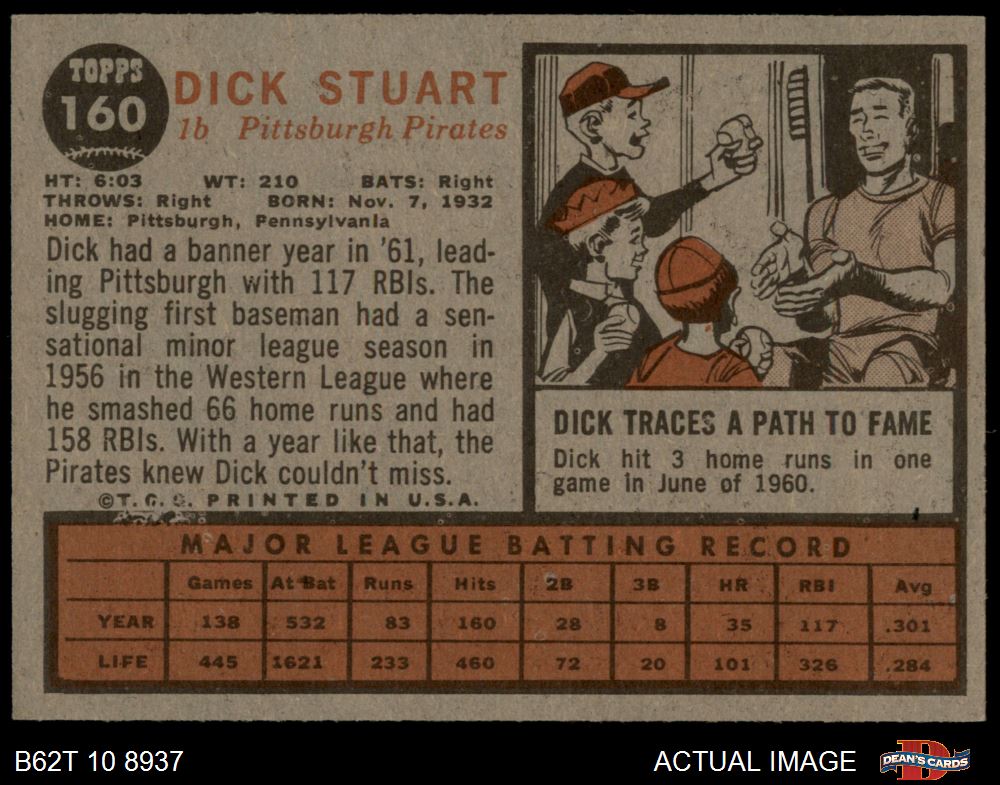 TOPPS
160
DICK STUART
1b Pittsburgh Pirates
HT: 6:03 WT: 210 BATS: Right
THROWS: Right BORN: Nov. 7, 1932
HOME: Pittsburgh, Pennsylvania
Dick had a banner year in '61, lead-
ing Pittsburgh with 117 RBIs. The
slugging first baseman had a sen-
sational minor league season in
1956 in the Western League where
he smashed 66 home runs and had
158 RBIs. With a year like that, the
Pirates knew Dick couldn't miss.
©T.C.G. PRINTED IN U.S.A.
DICK TRACES A PATH TO FAME
Dick hit 3 home runs in one
game in June of 1960.
MAJOR LEAGUE BATTING RECORD
Games At Bat Runs Hits 2B 3B HR RBI Avg
YEAR 138 532 83 160 28 8 35 117 .301
LIFE 445 1621 233 460 72 20 101 326 .284
B62T 10 8937 ACTUAL IMAGE D DEAN'S CARDS